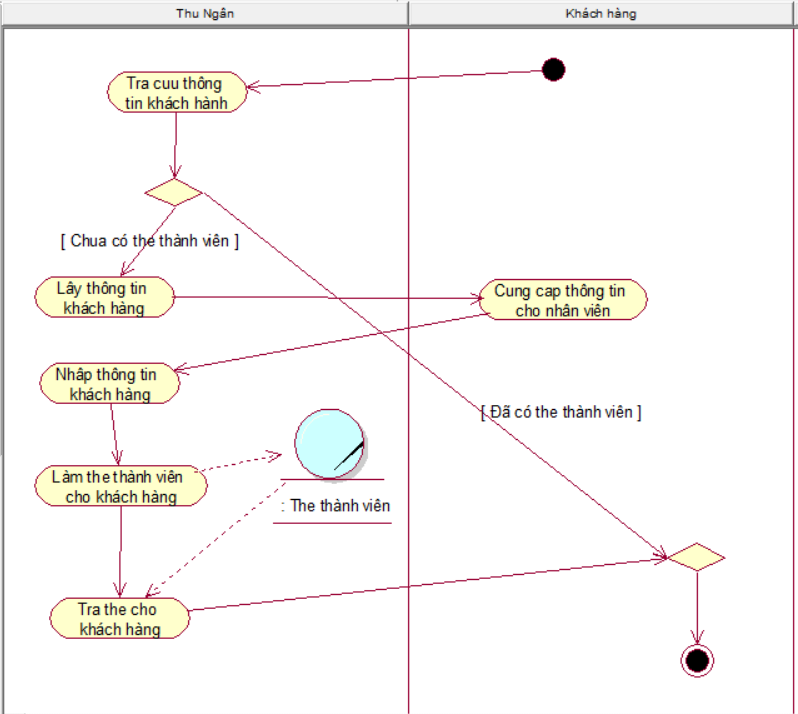 Thu Ngân
Khách hàng
Tra cuu thông
tin khách hành
[ Chua có the thành viên ]
Lây thông tin
khách hàng
Cung cap thông tin
cho nhân viên
Nhâp thông tin
khách hàng
[ Đã có the thành viên ]
Làm the thành viên
cho khách hàng
: The thành viên
Tra the cho
khách hàng